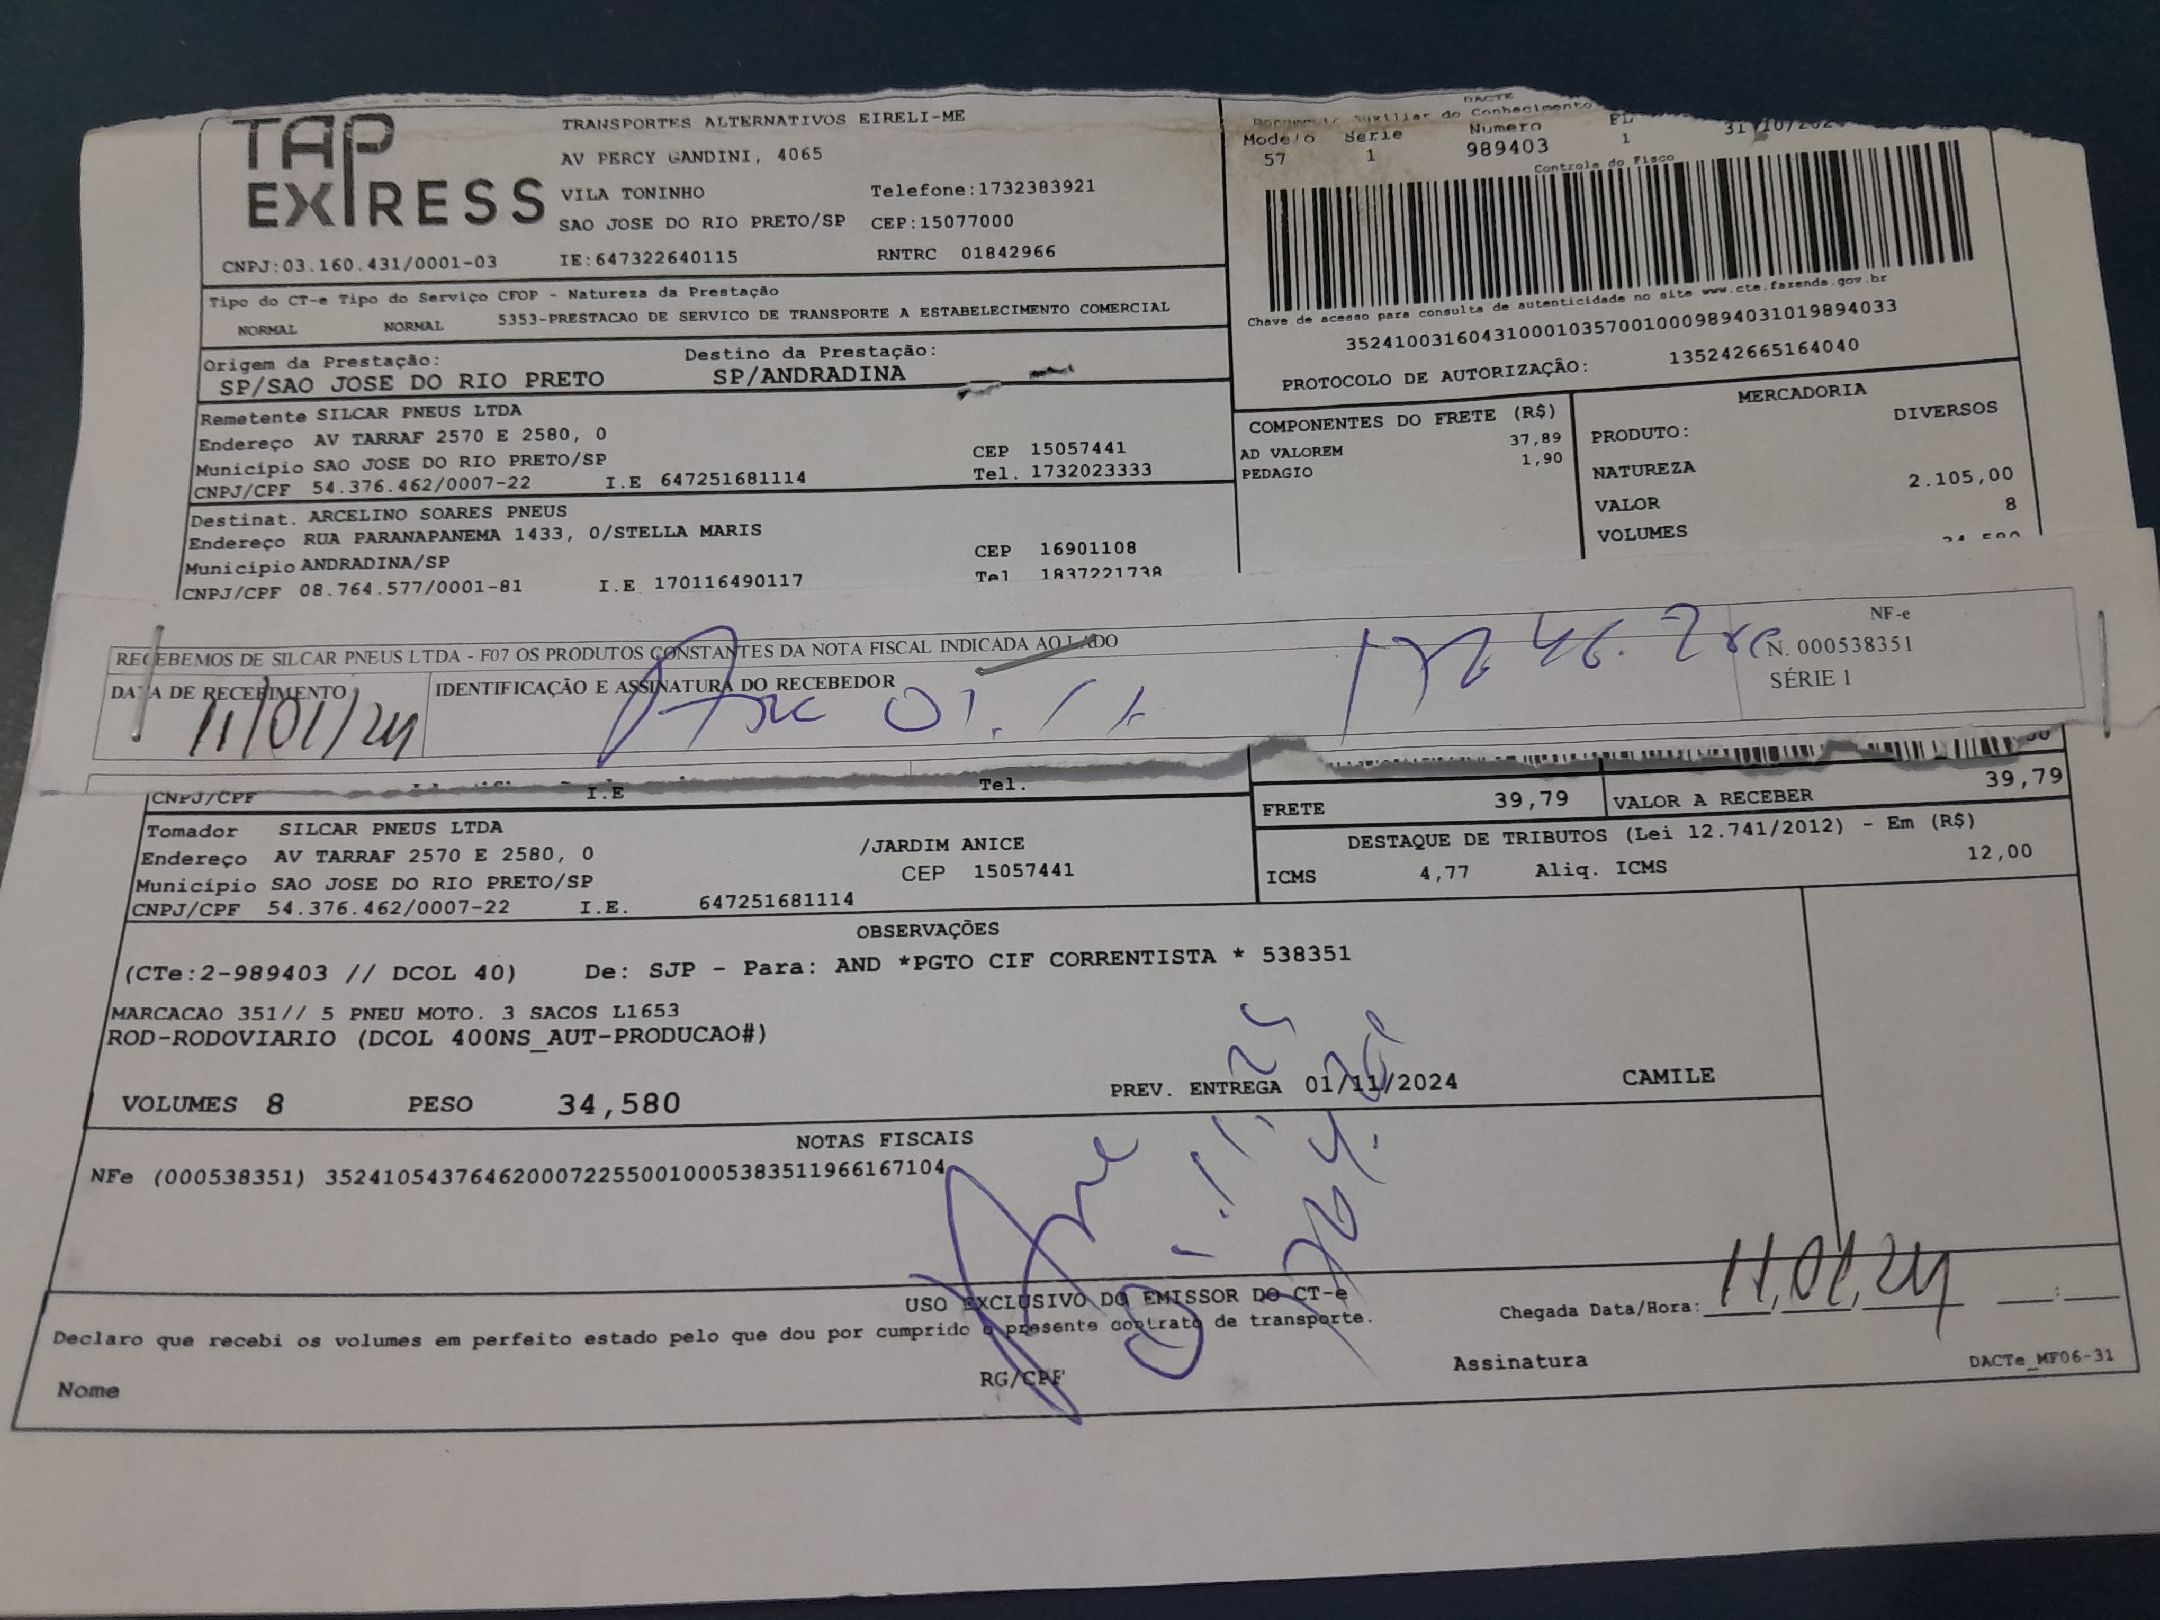 TAP EXPRESS
TRANSPORTES ALTERNATIVOS EIRELI-ME
AV PERCY GANDINI, 4065
VILA TONINHO Telefone:1732383921
SAO JOSE DO RIO PRETO/SP CEP:15077000
CNPJ:03.160.431/0001-03 IE:647322640115 RNTRC 01842966
DACTE
Documento Auxiliar do Conhecimento
Modelo Serie Numero FL
57 1 989403 1 31/10/202
Controle do Fisco
Chave de acesso para consulta de autenticidade no site www.cte.fazenda.gov.br
35241003160431000103570010009894031019894033
PROTOCOLO DE AUTORIZAÇÃO: 135242665164040
Tipo do CT-e Tipo do Serviço CFOP - Natureza da Prestação
NORMAL NORMAL 5353-PRESTACAO DE SERVICO DE TRANSPORTE A ESTABELECIMENTO COMERCIAL
Origem da Prestação: Destino da Prestação:
SP/SAO JOSE DO RIO PRETO SP/ANDRADINA
Remetente SILCAR PNEUS LTDA
Endereço AV TARRAF 2570 E 2580, 0
Município SAO JOSE DO RIO PRETO/SP CEP 15057441
CNPJ/CPF 54.376.462/0007-22 I.E 647251681114 Tel. 1732023333
Destinat. ARCELINO SOARES PNEUS
Endereço RUA PARANAPANEMA 1433, 0/STELLA MARIS
Município ANDRADINA/SP CEP 16901108
CNPJ/CPF 08.764.577/0001-81 I.E 170116490117 Tel 1837221738
COMPONENTES DO FRETE (R$)
AD VALOREM 37,89
PEDAGIO 1,90
MERCADORIA
PRODUTO: DIVERSOS
NATUREZA
VALOR 2.105,00
VOLUMES 8
34,580
RECEBEMOS DE SILCAR PNEUS LTDA - F07 OS PRODUTOS CONSTANTES DA NOTA FISCAL INDICADA AO LADO
DATA DE RECEBIMENTO IDENTIFICAÇÃO E ASSINATURA DO RECEBEDOR
11/01/24
NF-e
N. 000538351
SÉRIE 1
CNPJ/CPF I.E Tel.
FRETE 39,79 VALOR A RECEBER 39,79
Tomador SILCAR PNEUS LTDA
Endereço AV TARRAF 2570 E 2580, 0 /JARDIM ANICE
Município SAO JOSE DO RIO PRETO/SP CEP 15057441
CNPJ/CPF 54.376.462/0007-22 I.E. 647251681114
DESTAQUE DE TRIBUTOS (Lei 12.741/2012) - Em (R$)
ICMS 4,77 Aliq. ICMS 12,00
OBSERVAÇÕES
(CTe:2-989403 // DCOL 40) De: SJP - Para: AND *PGTO CIF CORRENTISTA * 538351
MARCACAO 351// 5 PNEU MOTO. 3 SACOS L1653
ROD-RODOVIARIO (DCOL 400NS_AUT-PRODUCAO#)
VOLUMES 8 PESO 34,580 PREV. ENTREGA 01/11/2024 CAMILE
NOTAS FISCAIS
NFe (000538351) 35241054376462000722550010005383511966167104
USO EXCLUSIVO DO EMISSOR DO CT-e
Declaro que recebi os volumes em perfeito estado pelo que dou por cumprido o presente contrato de transporte.
Chegada Data/Hora: 11/01/24 :
Nome RG/CPF Assinatura DACTe_MF06-31